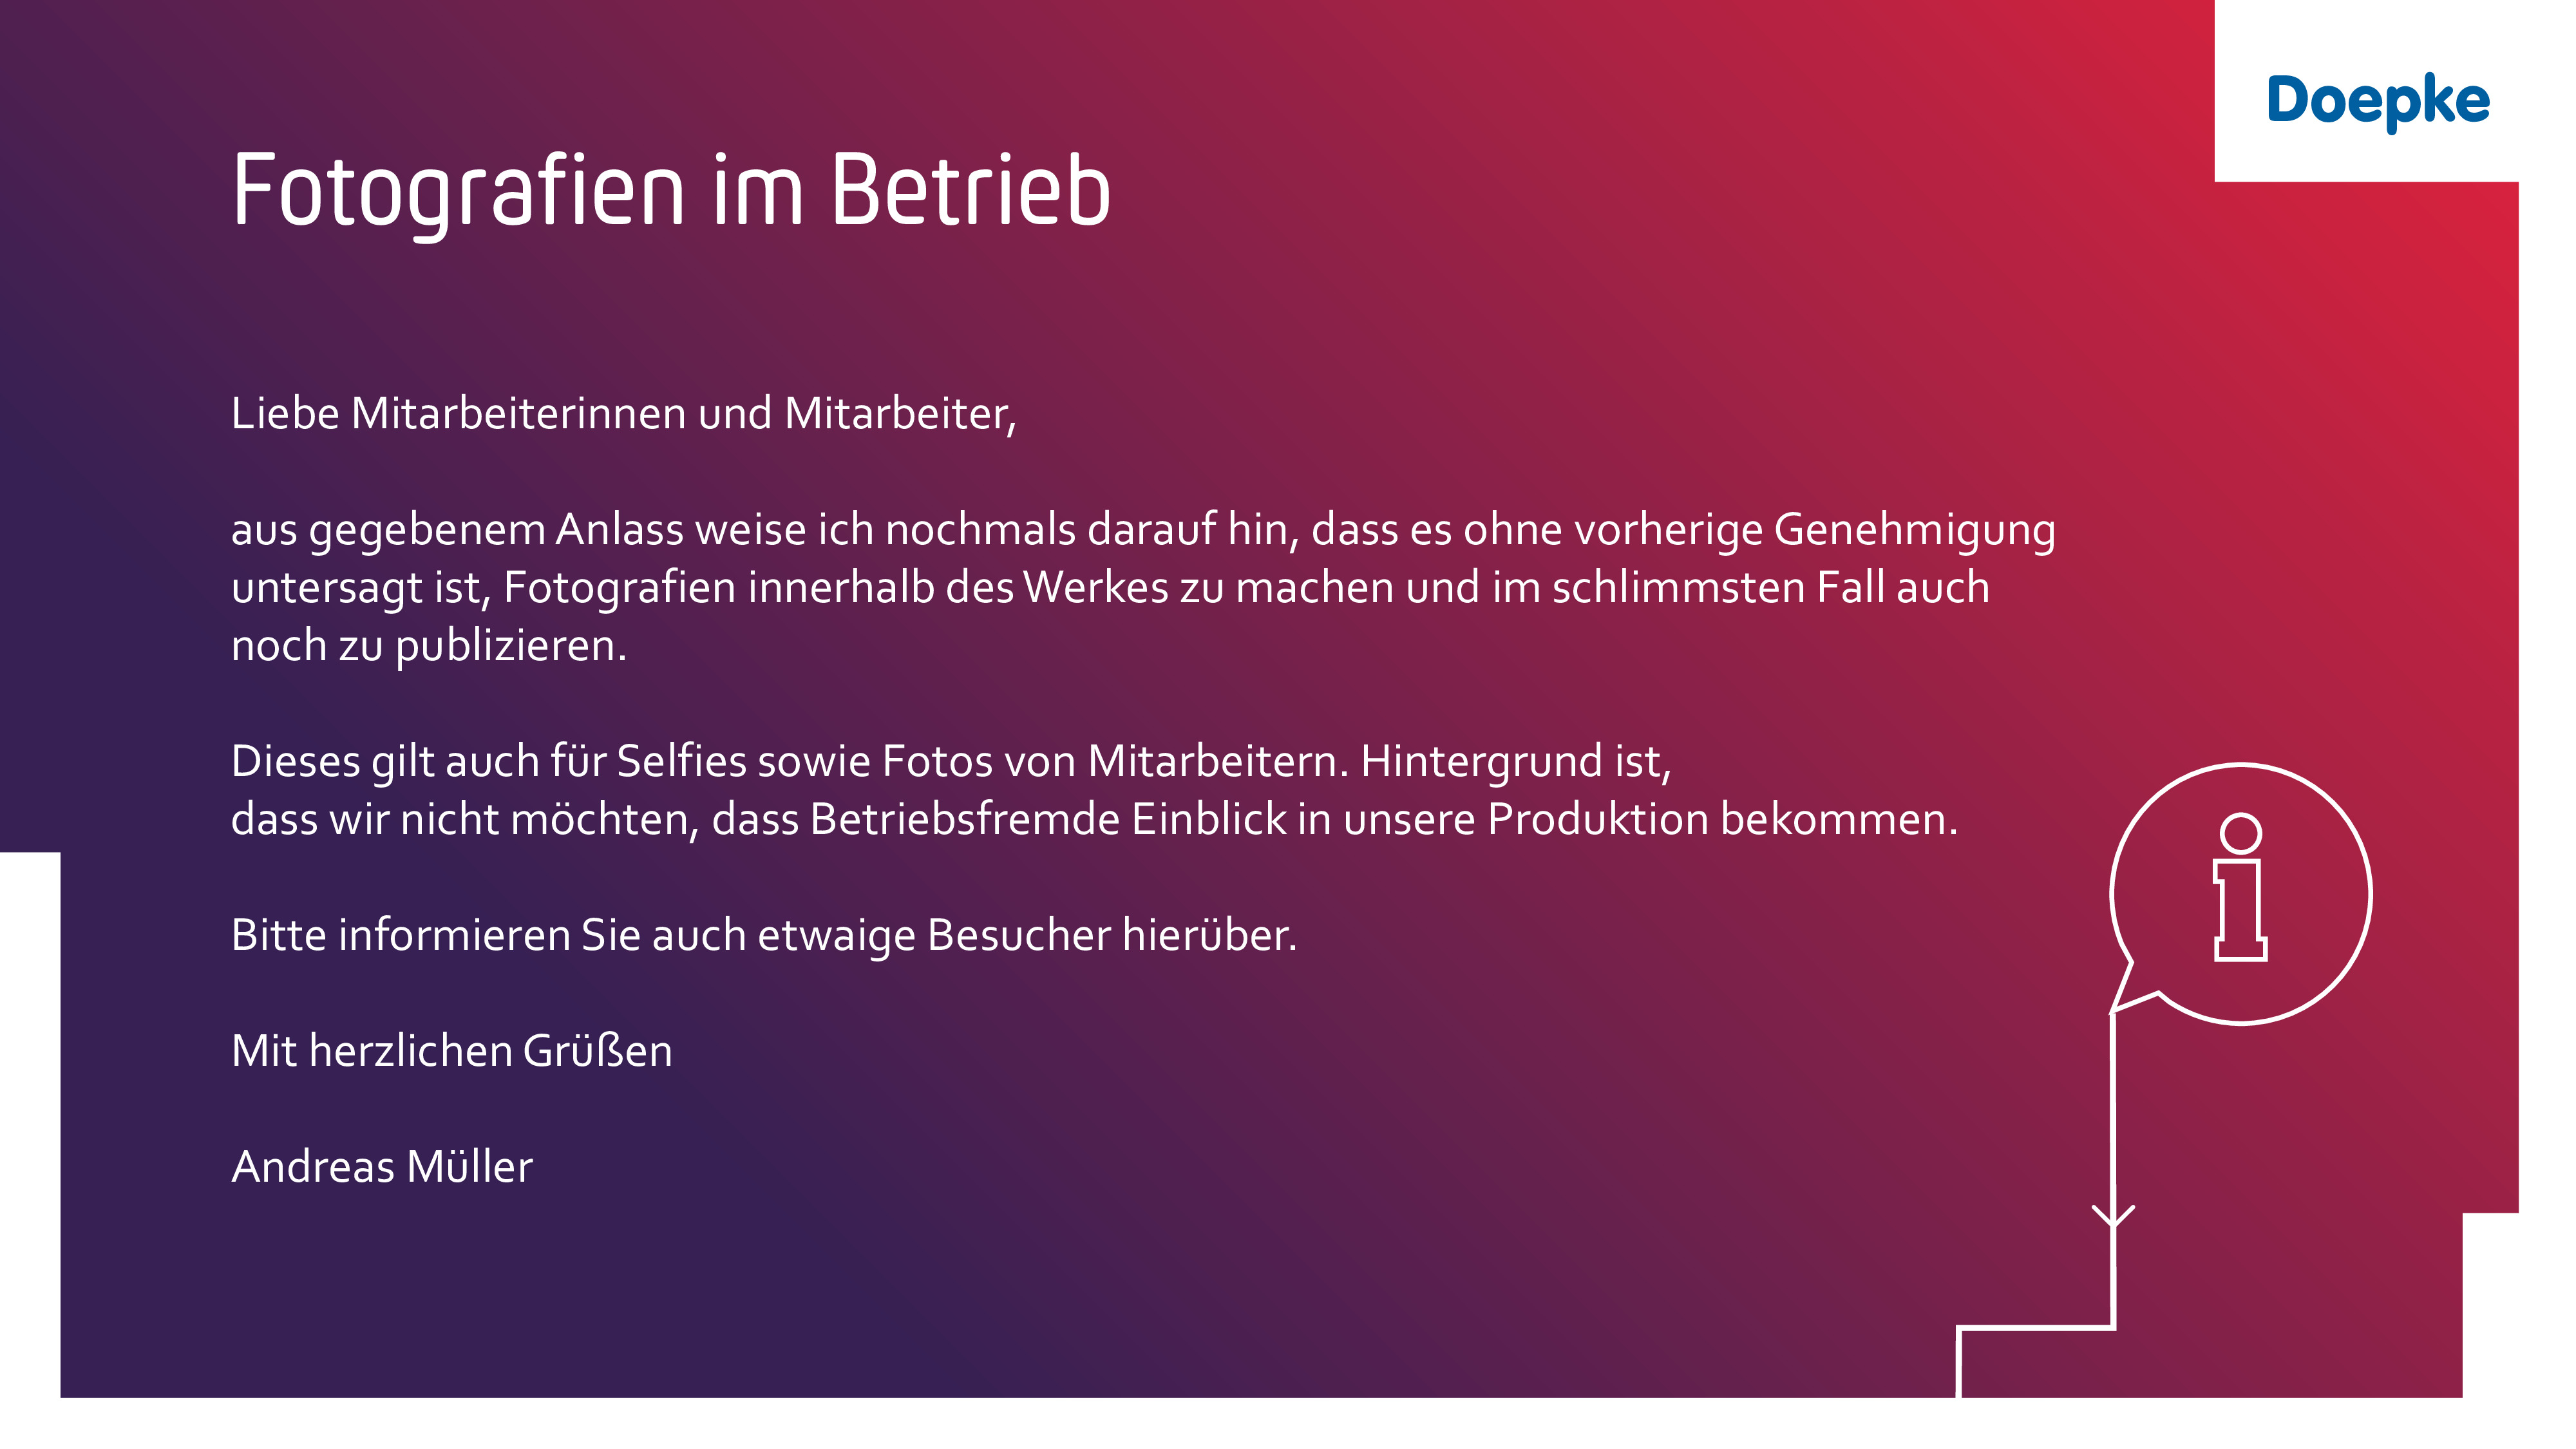 Doepke
Fotografien im Betrieb
Liebe Mitarbeiterinnen und Mitarbeiter,
aus gegebenem Anlass weise ich nochmals darauf hin, dass es ohne vorherige Genehmigung
untersagt ist, Fotografien innerhalb des Werkes zu machen und im schlimmsten Fall auch
noch zu publizieren.
Dieses gilt auch für Selfies sowie Fotos von Mitarbeitern. Hintergrund ist,
dass wir nicht möchten, dass Betriebsfremde Einblick in unsere Produktion bekommen.
Bitte informieren Sie auch etwaige Besucher hierüber.
Mit herzlichen Grüßen
Andreas Müller